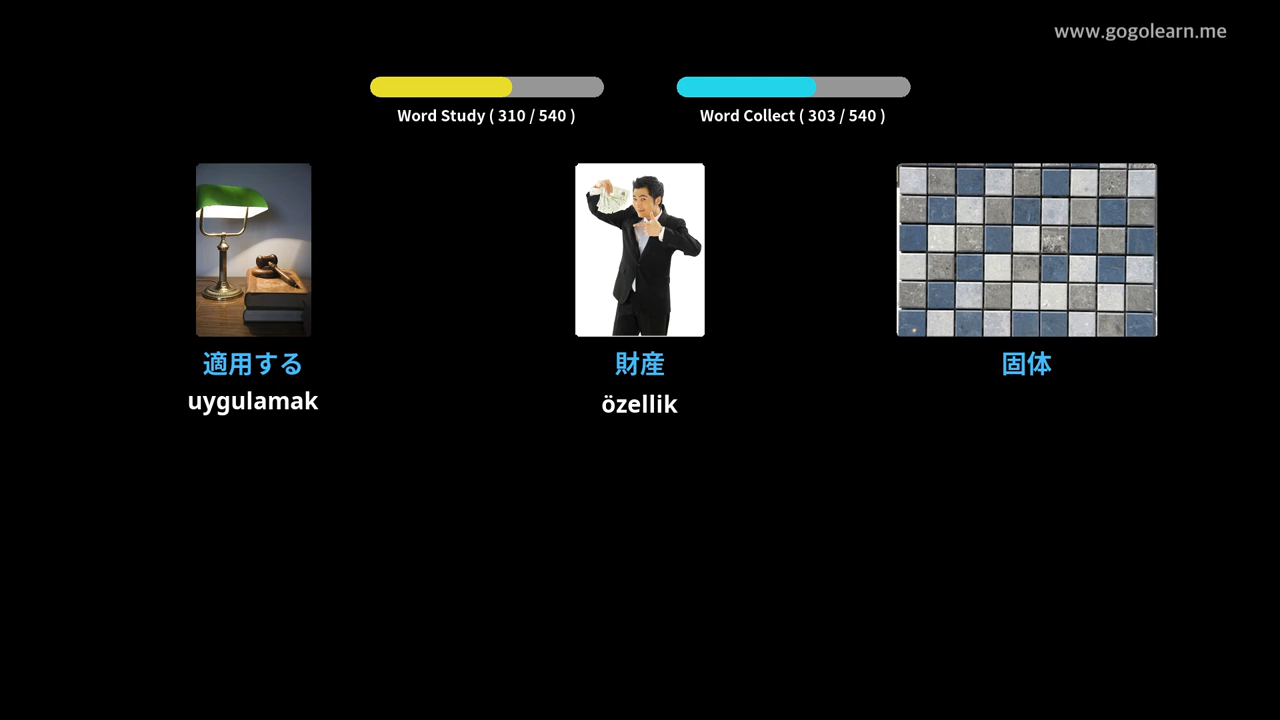 www.gogolearn.me
Word Study ( 310 / 540 )
Word Collect ( 303 / 540 )
適用する
財産
固体
uygulamak
özellik